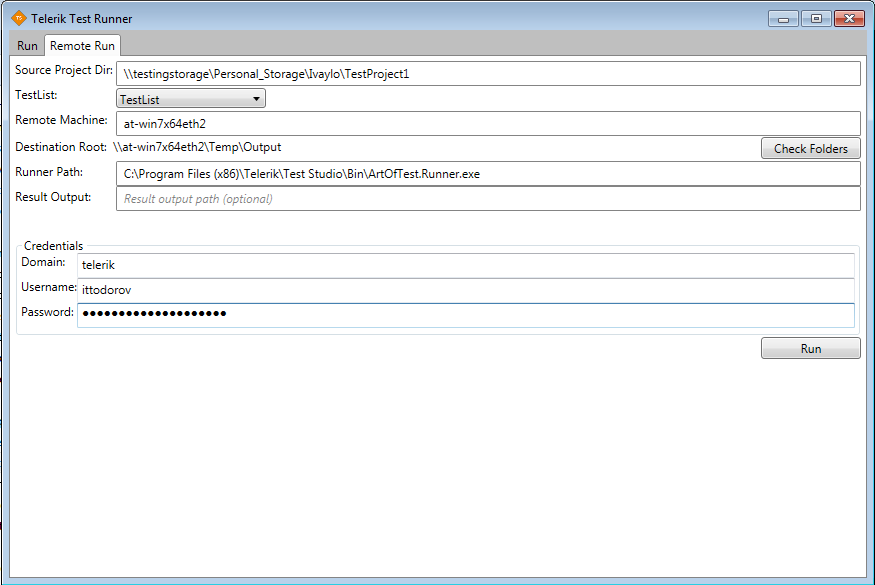 Telerik Test Runner
Run Remote Run
Source Project Dir: \\testingstorage\Personal_Storage\Ivaylo\TestProject1
TestList: TestList
Remote Machine: at-win7x64eth2
Destination Root: \\at-win7x64eth2\Temp\Output Check Folders
Runner Path: C:\Program Files (x86)\Telerik\Test Studio\Bin\ArtOfTest.Runner.exe
Result Output: Result output path (optional)
Credentials
Domain: telerik
Username: ittodorov
Password: ●●●●●●●●●●●●●●●●●●●●
Run